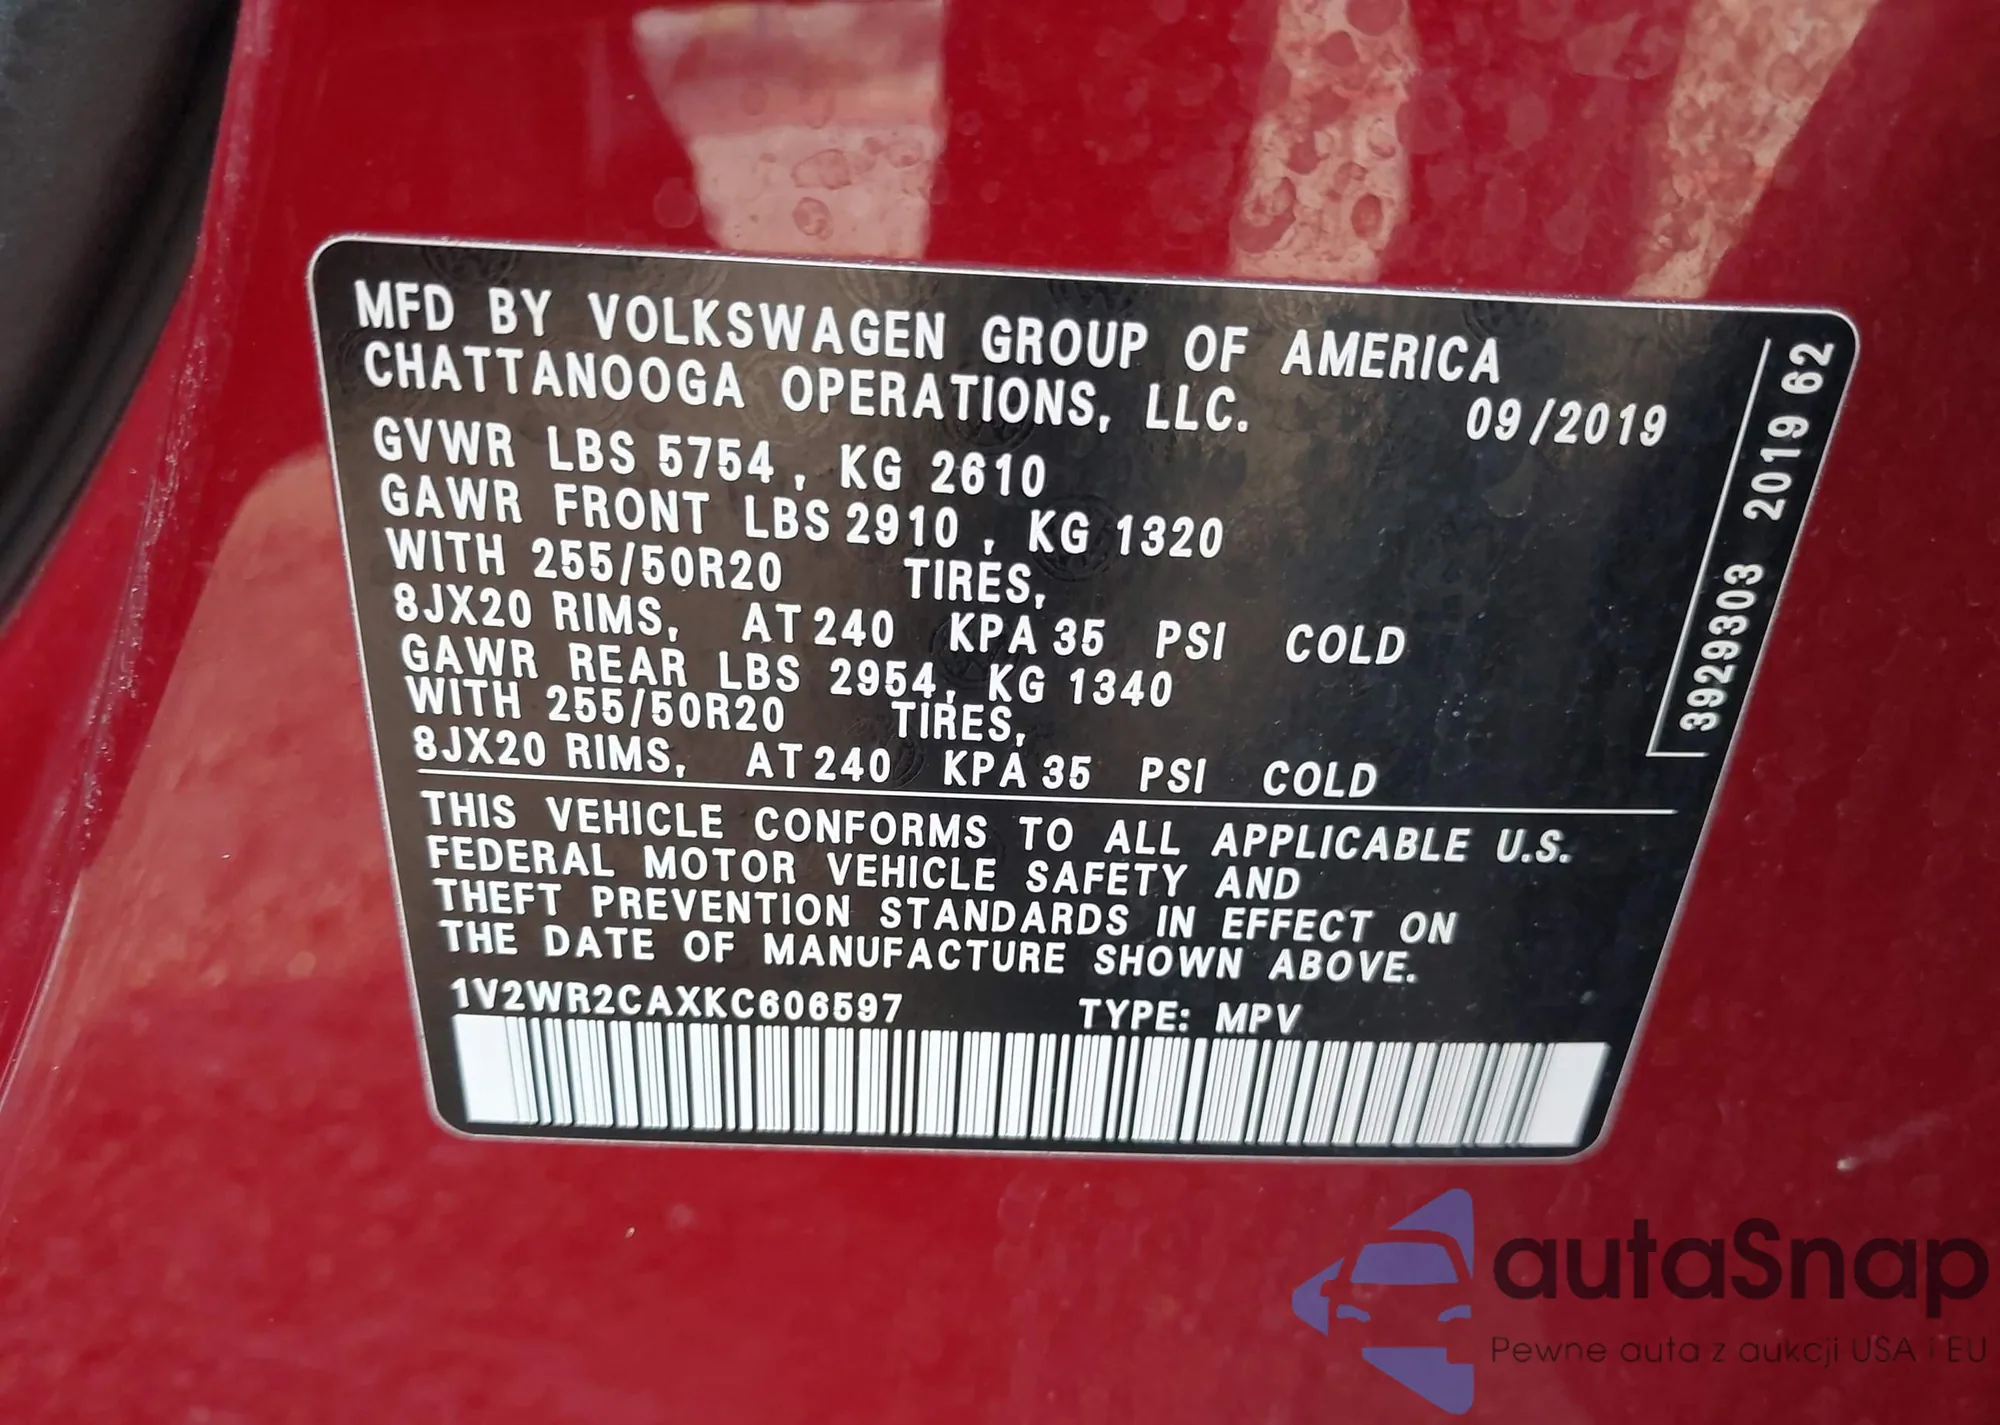 MFD BY VOLKSWAGEN GROUP OF AMERICA
CHATTANOOGA OPERATIONS, LLC.
09/2019
GVWR LBS 5754, KG 2610
GAWR FRONT LBS 2910, KG 1320
WITH 255/50R20 TIRES,
8JX20 RIMS, AT 240 KPA 35 PSI COLD
GAWR REAR LBS 2954, KG 1340
WITH 255/50R20 TIRES,
8JX20 RIMS, AT 240 KPA 35 PSI COLD
THIS VEHICLE CONFORMS TO ALL APPLICABLE U.S.
FEDERAL MOTOR VEHICLE SAFETY AND
THEFT PREVENTION STANDARDS IN EFFECT ON
THE DATE OF MANUFACTURE SHOWN ABOVE.
1V2WR2CAXKC606597 TYPE: MPV
3929303 2019 62
autaSnap
Pewne auta z aukcji USA i EU